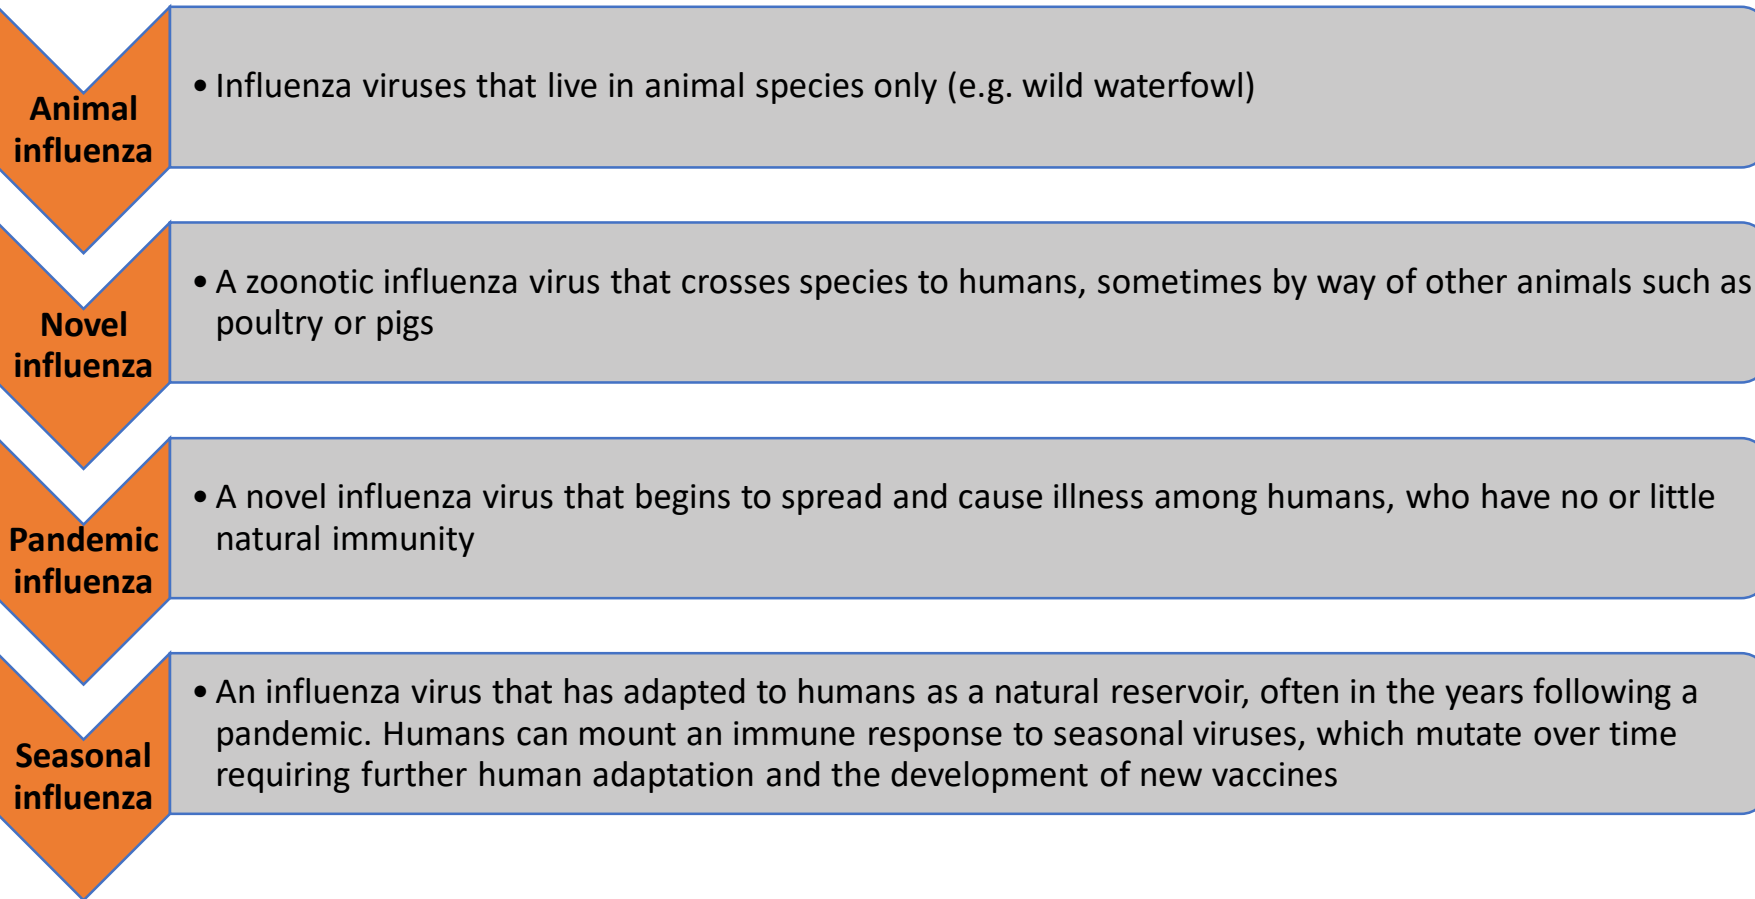 Animal
influenza
• Influenza viruses that live in animal species only (e.g. wild waterfowl)
Novel
influenza
• A zoonotic influenza virus that crosses species to humans, sometimes by way of other animals such as
poultry or pigs
Pandemic
influenza
• A novel influenza virus that begins to spread and cause illness among humans, who have no or little
natural immunity
Seasonal
influenza
• An influenza virus that has adapted to humans as a natural reservoir, often in the years following a
pandemic. Humans can mount an immune response to seasonal viruses, which mutate over time
requiring further human adaptation and the development of new vaccines